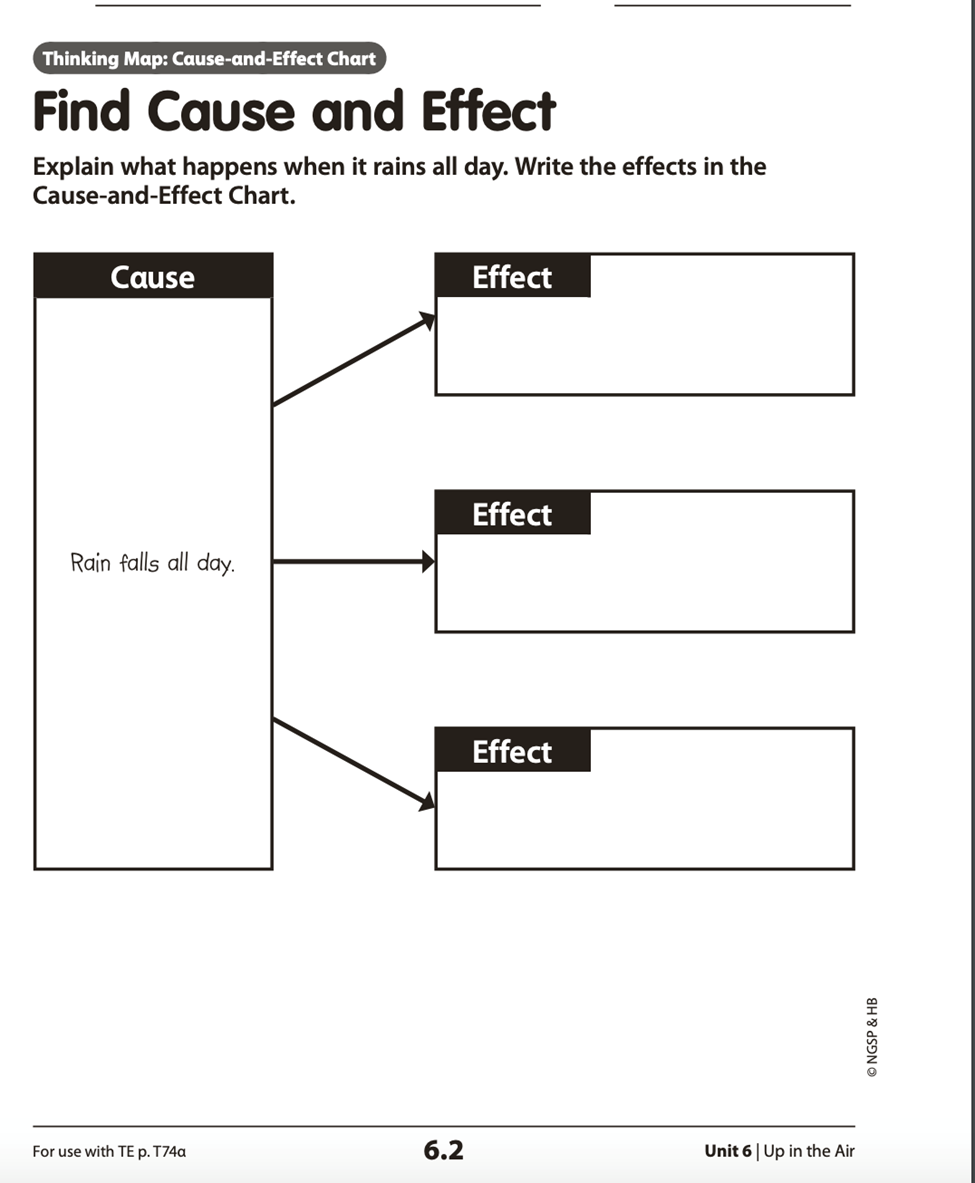 Thinking Map: Cause-and-Effect Chart
Find Cause and Effect
Explain what happens when it rains all day. Write the effects in the
Cause-and-Effect Chart.
Cause
Rain falls all day.
Effect
Effect
Effect
© NGSP & HB
For use with TE p. T74a
6.2
Unit 6 | Up in the Air